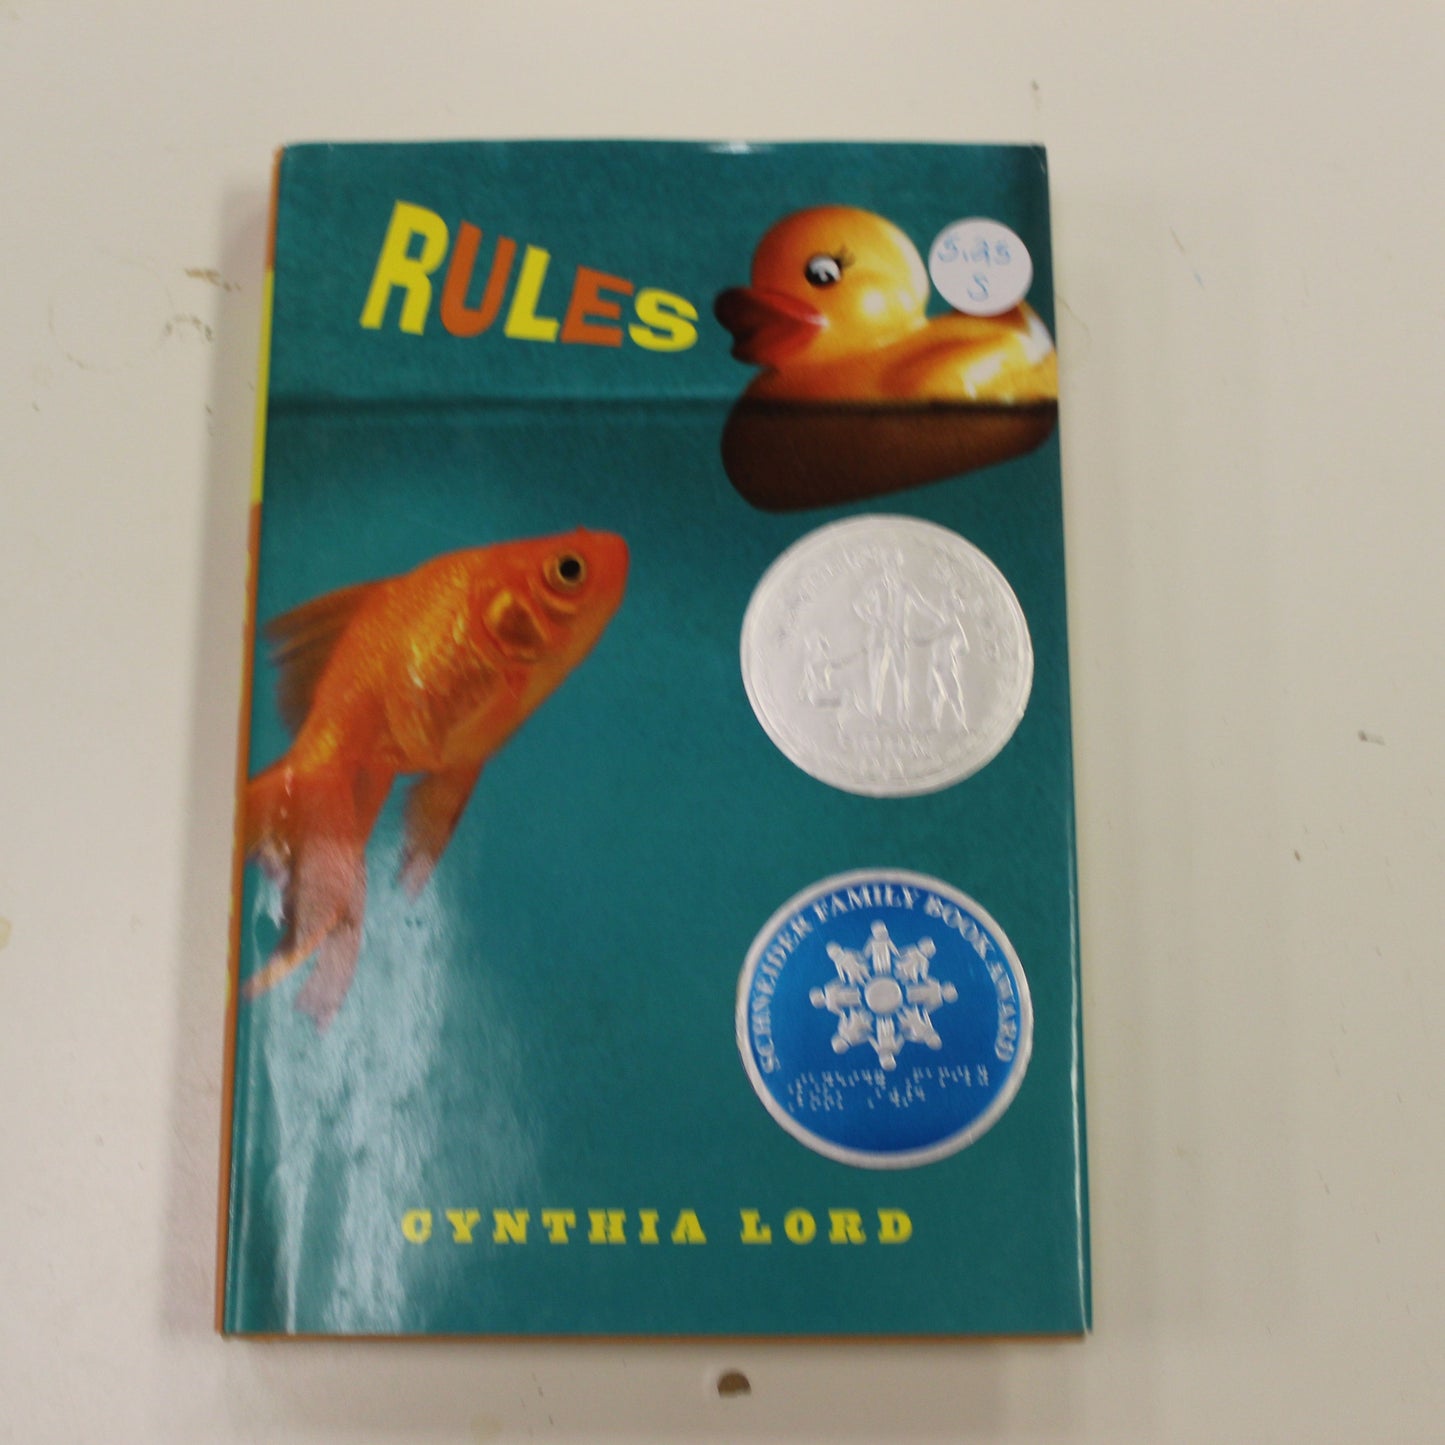 RULES
5.25
S
SCHNEIDER FAMILY BOOK AWARD
CYNTHIA LORD